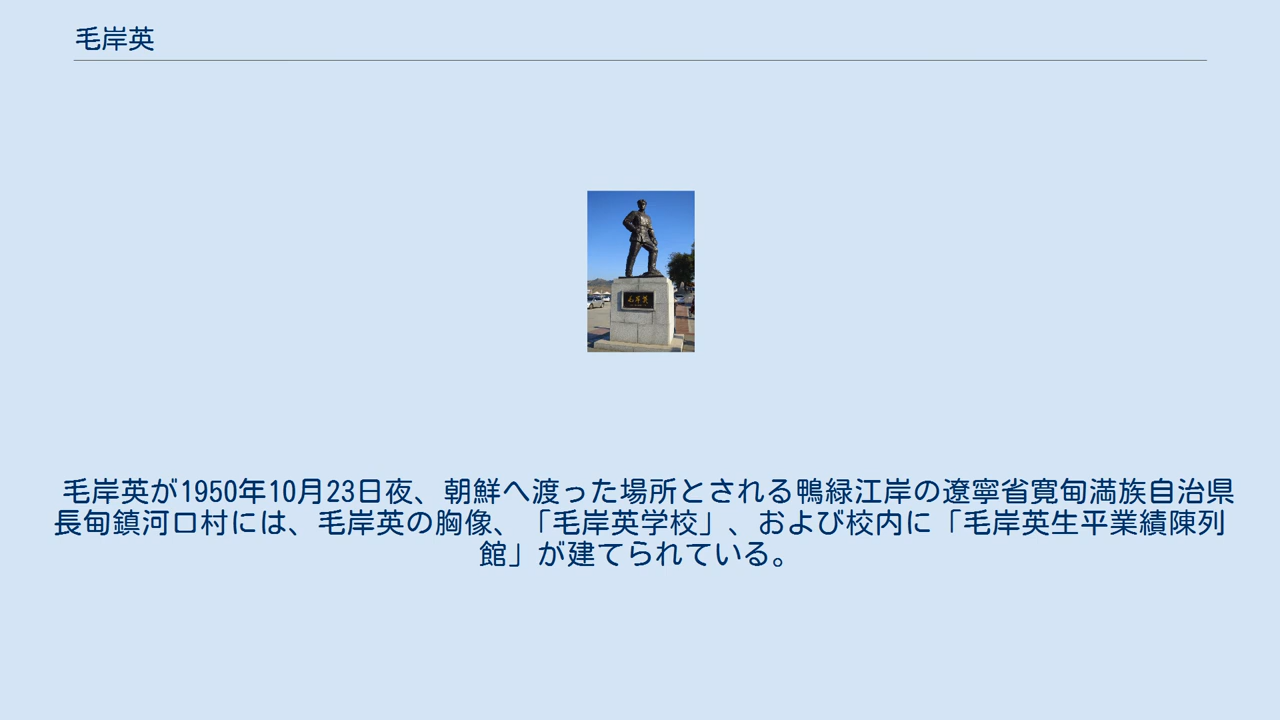 毛岸英
毛岸英
毛岸英が1950年10月23日夜、朝鮮へ渡った場所とされる鴨緑江岸の遼寧省寛甸満族自治県
長甸鎮河口村には、毛岸英の胸像、「毛岸英学校」、および校内に「毛岸英生平業績陳列
館」が建てられている。